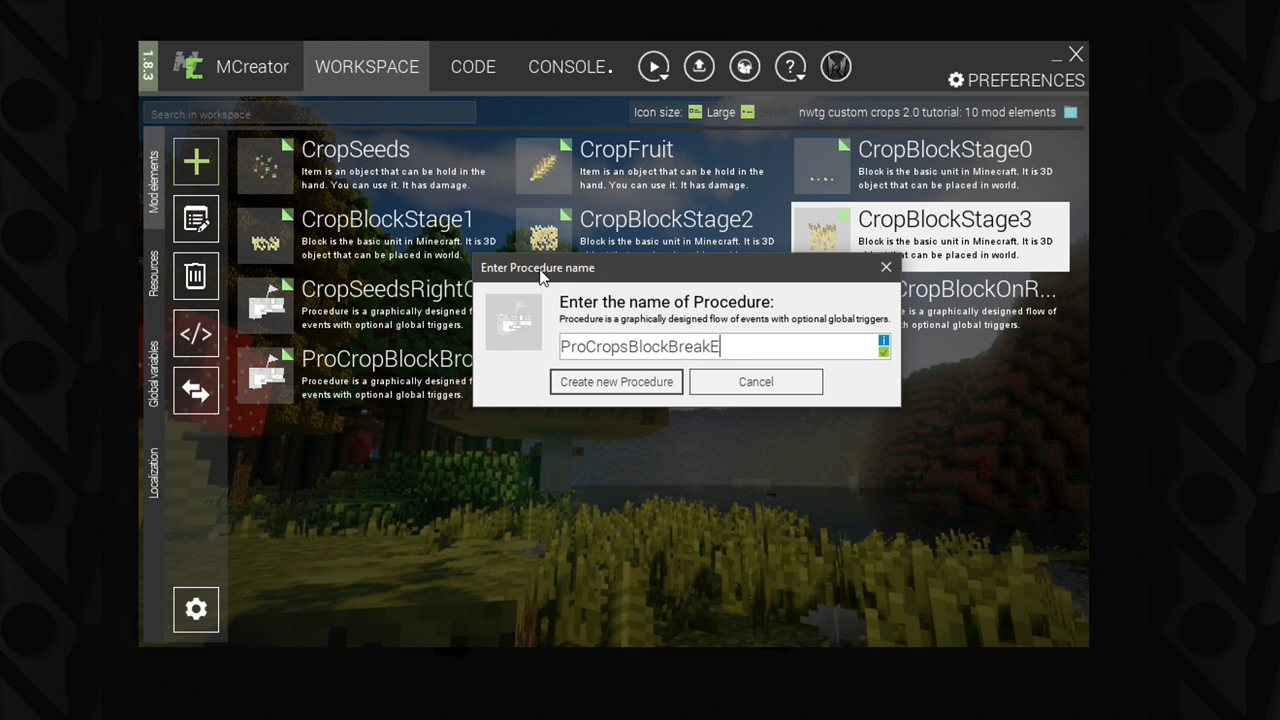 1.8.3
MCreator
WORKSPACE
CODE
CONSOLE.
PREFERENCES
Search in workspace
Icon size:
Large
Small
nwtg custom crops 2.0 tutorial: 10 mod elements
Mod elements
Resources
Global variables
Localization
CropSeeds
Item is an object that can be hold in the
hand. You can use it. It has damage.
CropFruit
Item is an object that can be hold in the
hand. You can use it. It has damage.
CropBlockStage0
Block is the basic unit in Minecraft. It is 3D
object that can be placed in world.
CropBlockStage1
Block is the basic unit in Minecraft. It is 3D
object that can be placed in world.
CropBlockStage2
Block is the basic unit in Minecraft. It is 3D
CropBlockStage3
Block is the basic unit in Minecraft. It is 3D
object that can be placed in world.
CropSeedsRight
Procedure is a graphically designed f
events with optional global triggers.
CropBlockOnR...
is a graphically designed flow of
events with optional global triggers.
ProCropBlockBr
Procedure is a graphically designed f
events with optional global triggers.
Enter Procedure name
Enter the name of Procedure:
Procedure is a graphically designed flow of events with optional global triggers.
ProCropsBlockBreakE
Create new Procedure
Cancel